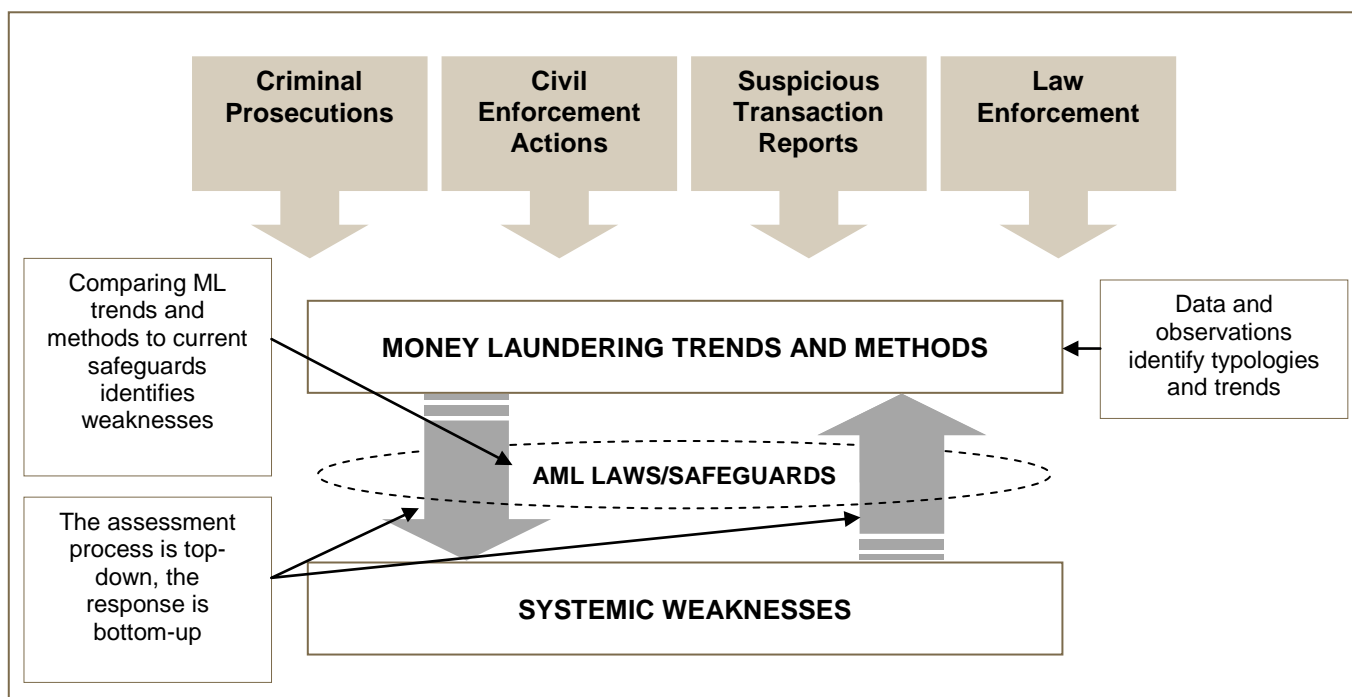 Criminal
Prosecutions
Civil
Enforcement
Actions
Suspicious
Transaction
Reports
Law
Enforcement
Comparing ML
trends and
methods to current
safeguards
identifies
weaknesses
MONEY LAUNDERING TRENDS AND METHODS
Data and
observations
identify typologies
and trends
AML LAWS/SAFEGUARDS
The assessment
process is top-
down, the
response is
bottom-up
SYSTEMIC WEAKNESSES